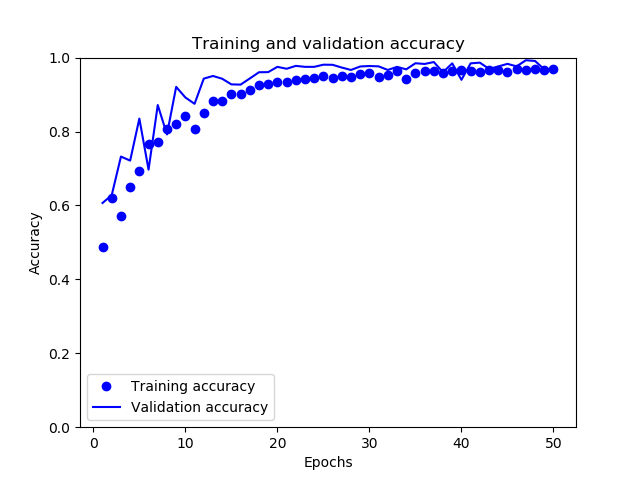 Training and validation accuracy
1.0
0.8
0.6
0.4
0.2
0.0
Accuracy
Training accuracy
Validation accuracy
0 10 20 30 40 50
Epochs